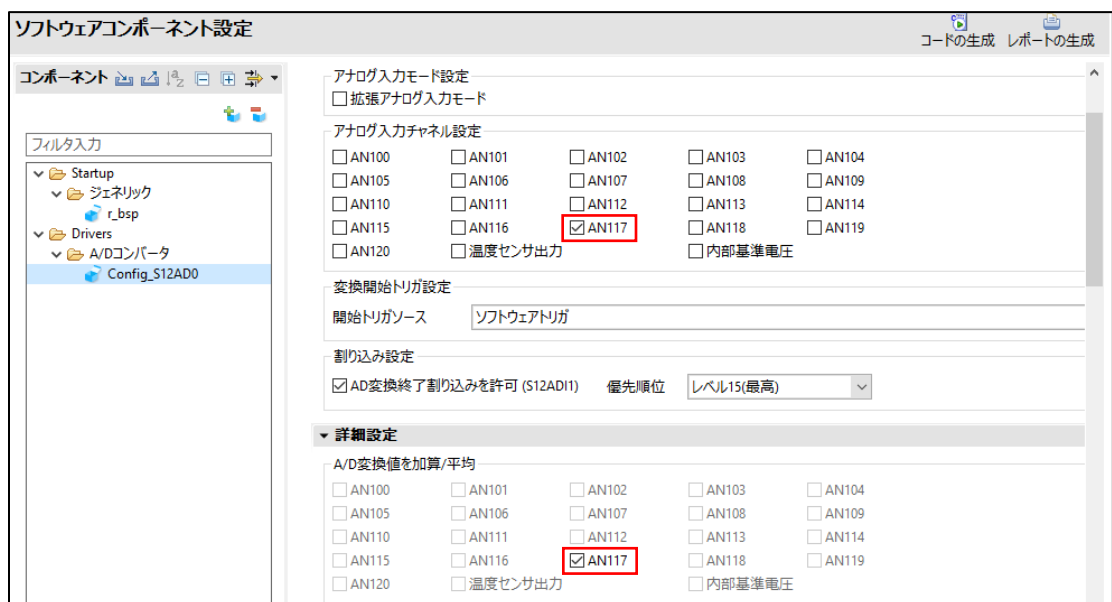 ソフトウェアコンポーネント設定
コードの生成 レポートの生成
コンポーネント
フィルタ入力
Startup
ジェネリック
r_bsp
Drivers
A/Dコンバータ
Config_S12AD0
アナログ入力モード設定
拡張アナログ入力モード
アナログ入力チャネル設定
AN100 AN101 AN102 AN103 AN104
AN105 AN106 AN107 AN108 AN109
AN110 AN111 AN112 AN113 AN114
AN115 AN116 AN117 AN118 AN119
AN120 温度センサ出力 内部基準電圧
変換開始トリガ設定
開始トリガソース ソフトウェアトリガ
割り込み設定
AD変換終了割り込みを許可 (S12ADI1) 優先順位 レベル15(最高)
詳細設定
A/D変換値を加算/平均
AN100 AN101 AN102 AN103 AN104
AN105 AN106 AN107 AN108 AN109
AN110 AN111 AN112 AN113 AN114
AN115 AN116 AN117 AN118 AN119
AN120 温度センサ出力 内部基準電圧